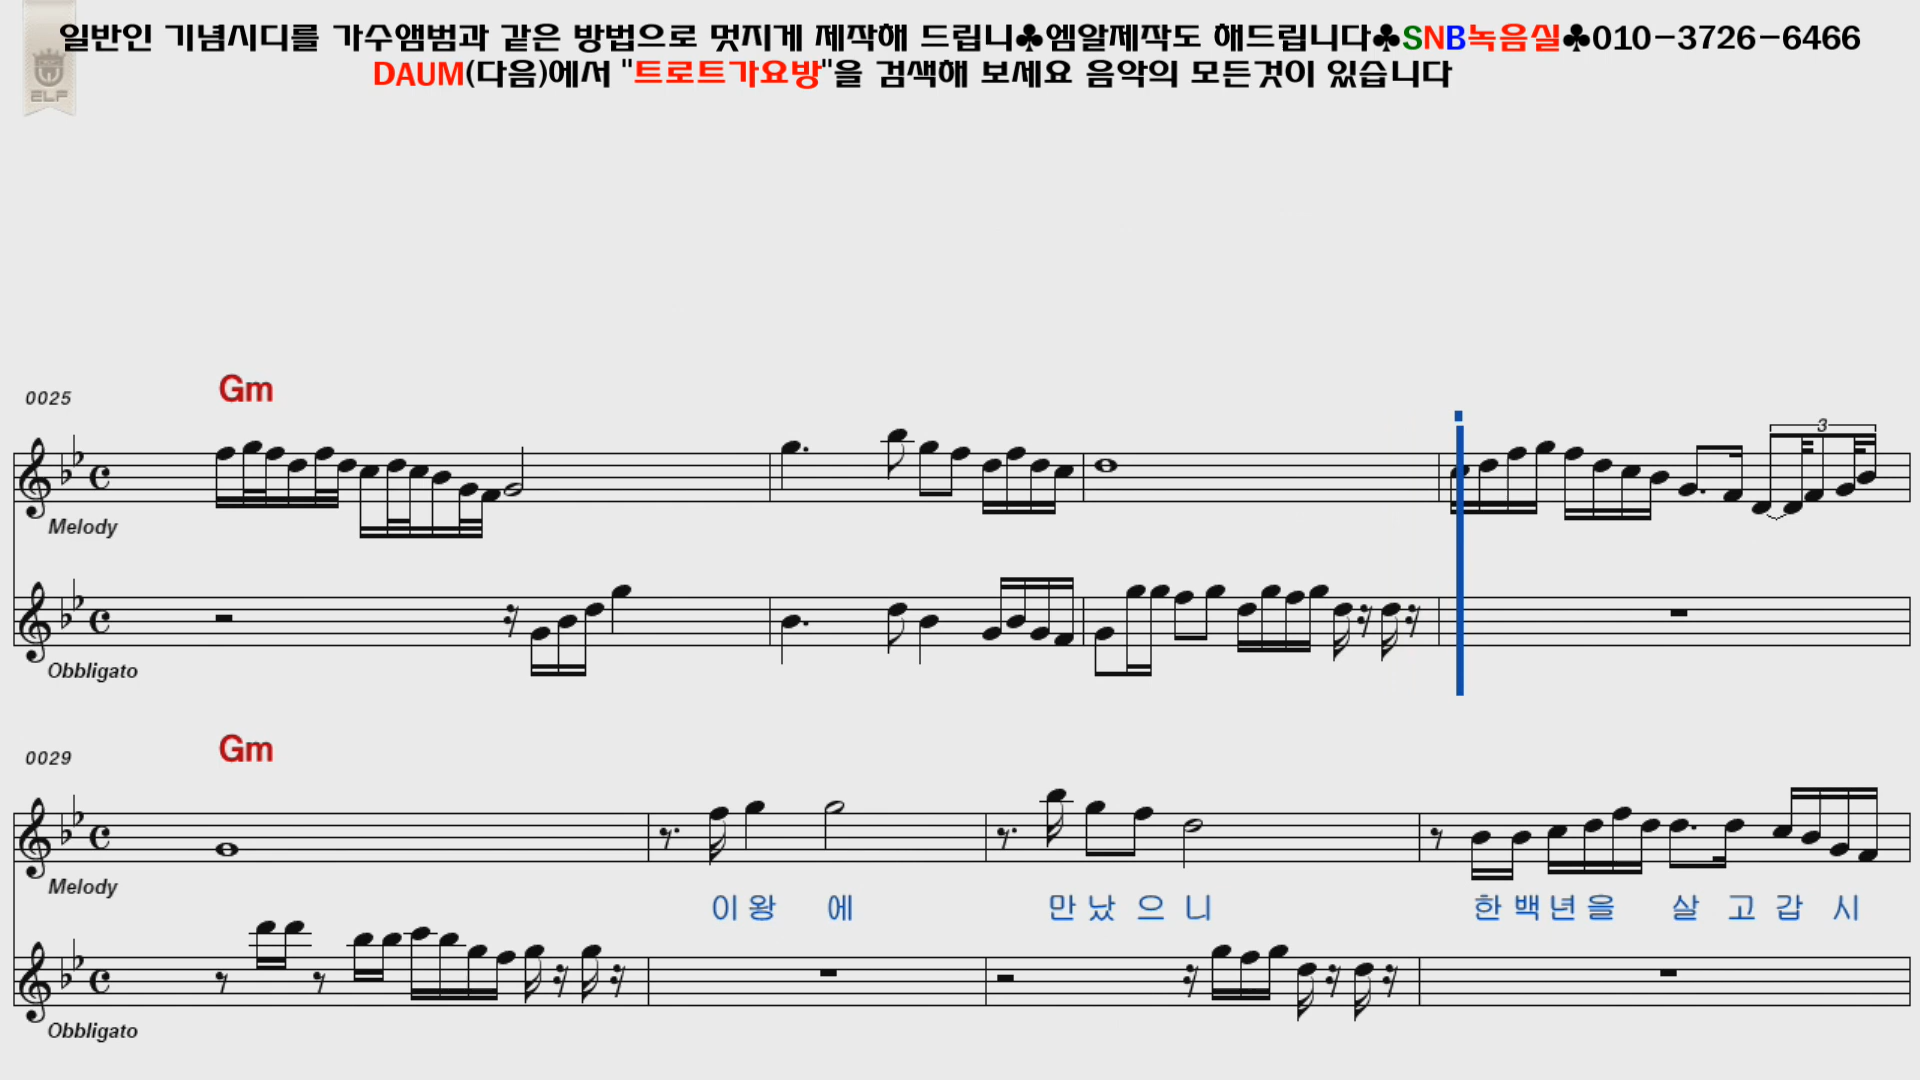 일반인 기념시디를 가수앨범과 같은 방법으로 멋지게 제작해 드립니♣엠알제작도 해드립니다♣SNB녹음실♣010-3726-6466
DAUM(다음)에서 "트로트가요방"을 검색해 보세요 음악의 모든것이 있습니다
ELF
0025
Gm
3
Melody
Obbligato
0029
Gm
Melody
이 왕 에 만 났 으 니 한 백 년 을 살 고 갑 시
Obbligato